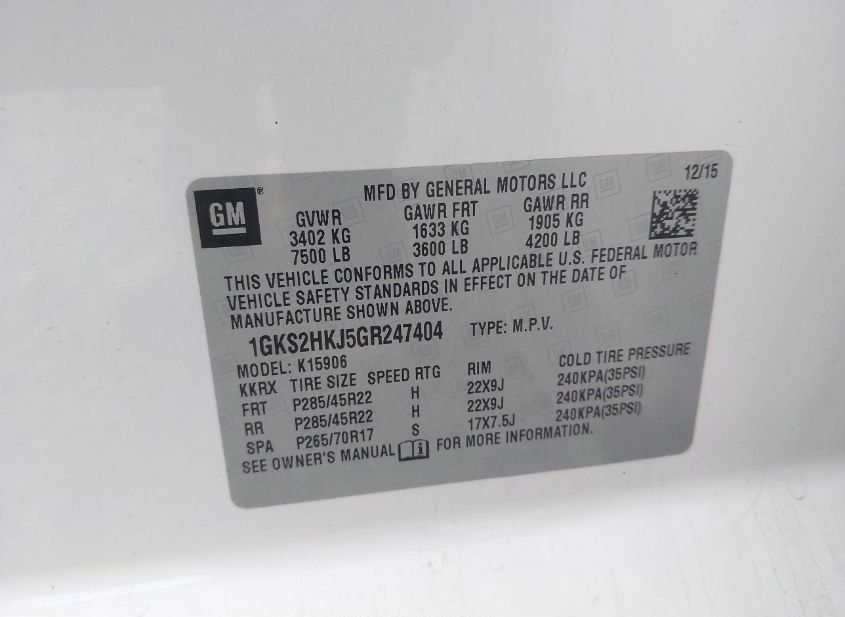 GM ®
MFD BY GENERAL MOTORS LLC
12/15
GVWR GAWR FRT GAWR RR
3402 KG 1633 KG 1905 KG
7500 LB 3600 LB 4200 LB
THIS VEHICLE CONFORMS TO ALL APPLICABLE U.S. FEDERAL MOTOR
VEHICLE SAFETY STANDARDS IN EFFECT ON THE DATE OF
MANUFACTURE SHOWN ABOVE.
1GKS2HKJ5GR247404 TYPE: M.P.V.
MODEL: K15906
KKRX TIRE SIZE SPEED RTG RIM COLD TIRE PRESSURE
FRT P285/45R22 H 22X9J 240KPA(35PSI)
RR P285/45R22 H 22X9J 240KPA(35PSI)
SPA P265/70R17 S 17X7.5J 240KPA(35PSI)
SEE OWNER'S MANUAL i FOR MORE INFORMATION.